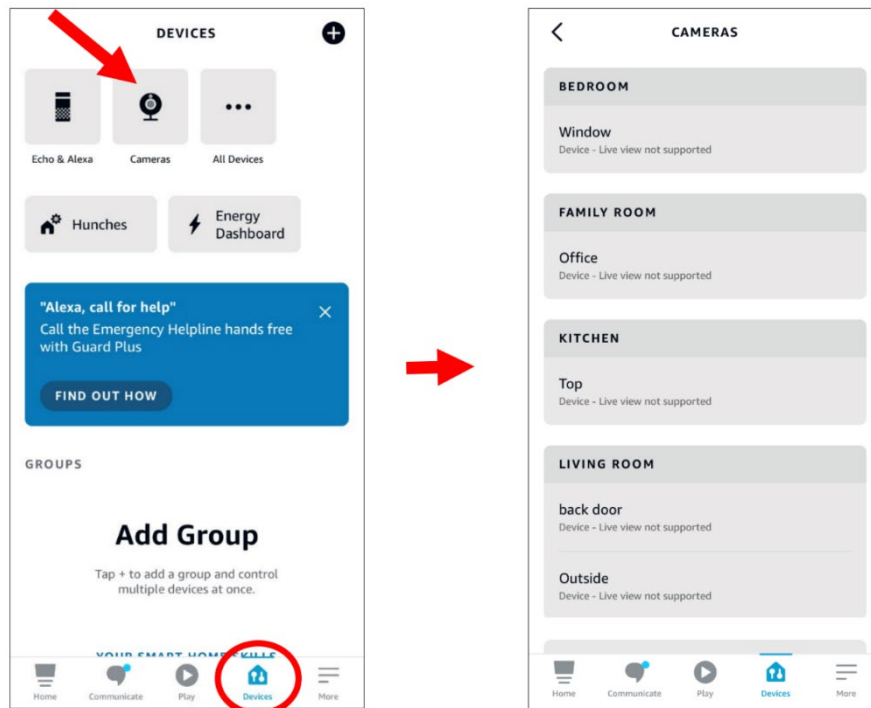 DEVICES
Echo & Alexa
Cameras
All Devices
Hunches
Energy
Dashboard
"Alexa, call for help"
Call the Emergency Helpline hands free
with Guard Plus
FIND OUT HOW
GROUPS
Add Group
Tap + to add a group and control
multiple devices at once.
YOUR SMART HOME SKILLS
Home
Communicate
Play
Devices
More
CAMERAS
BEDROOM
Window
Device - Live view not supported
FAMILY ROOM
Office
Device - Live view not supported
KITCHEN
Top
Device - Live view not supported
LIVING ROOM
back door
Device - Live view not supported
Outside
Device - Live view not supported
Home
Communicate
Play
Devices
More